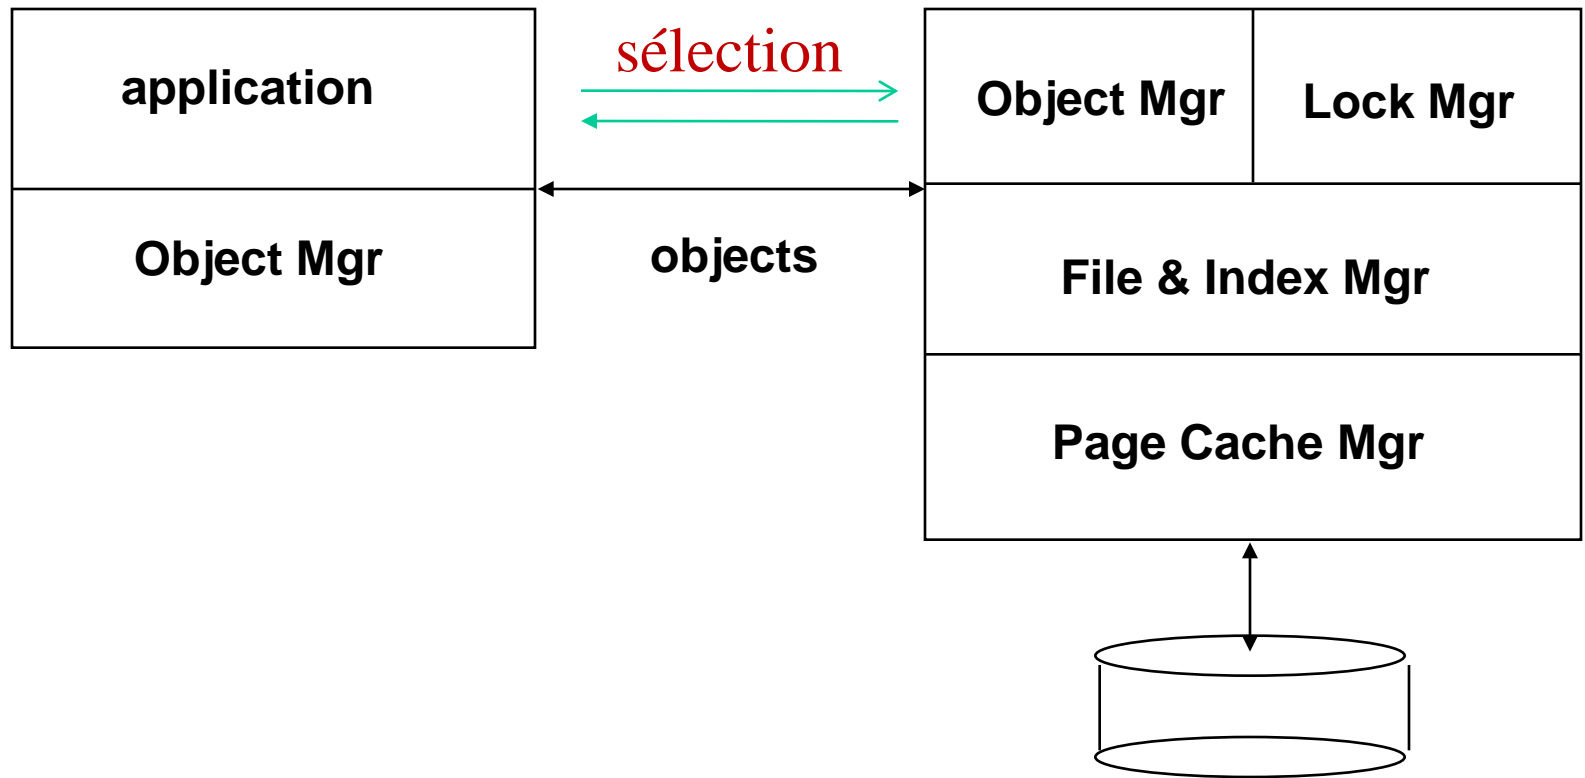 application
Object Mgr
sélection
objects
Object Mgr
Lock Mgr
File & Index Mgr
Page Cache Mgr